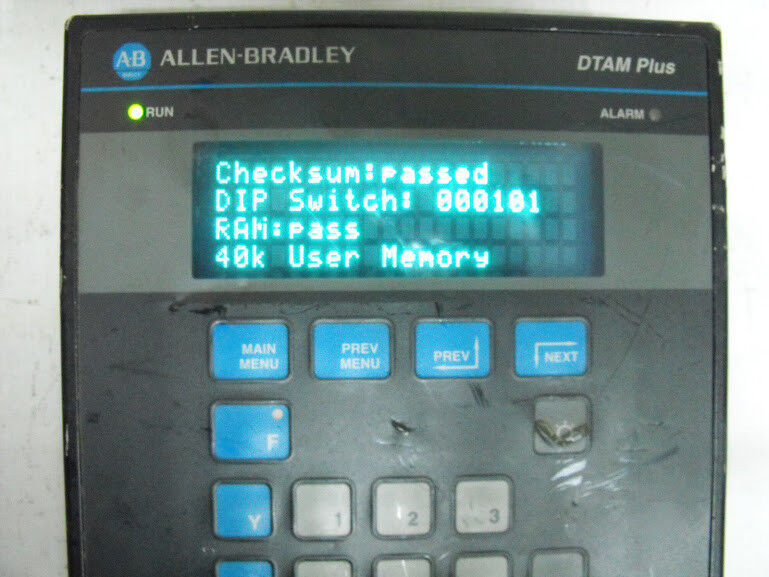 A·B
ALLEN-BRADLEY
DTAM Plus
RUN
ALARM
Checksum:passed
DIP Switch: 000101
RAM:pass
40k User Memory
MAIN
MENU
PREV
MENU
PREV
NEXT
F
Y
1
2
3